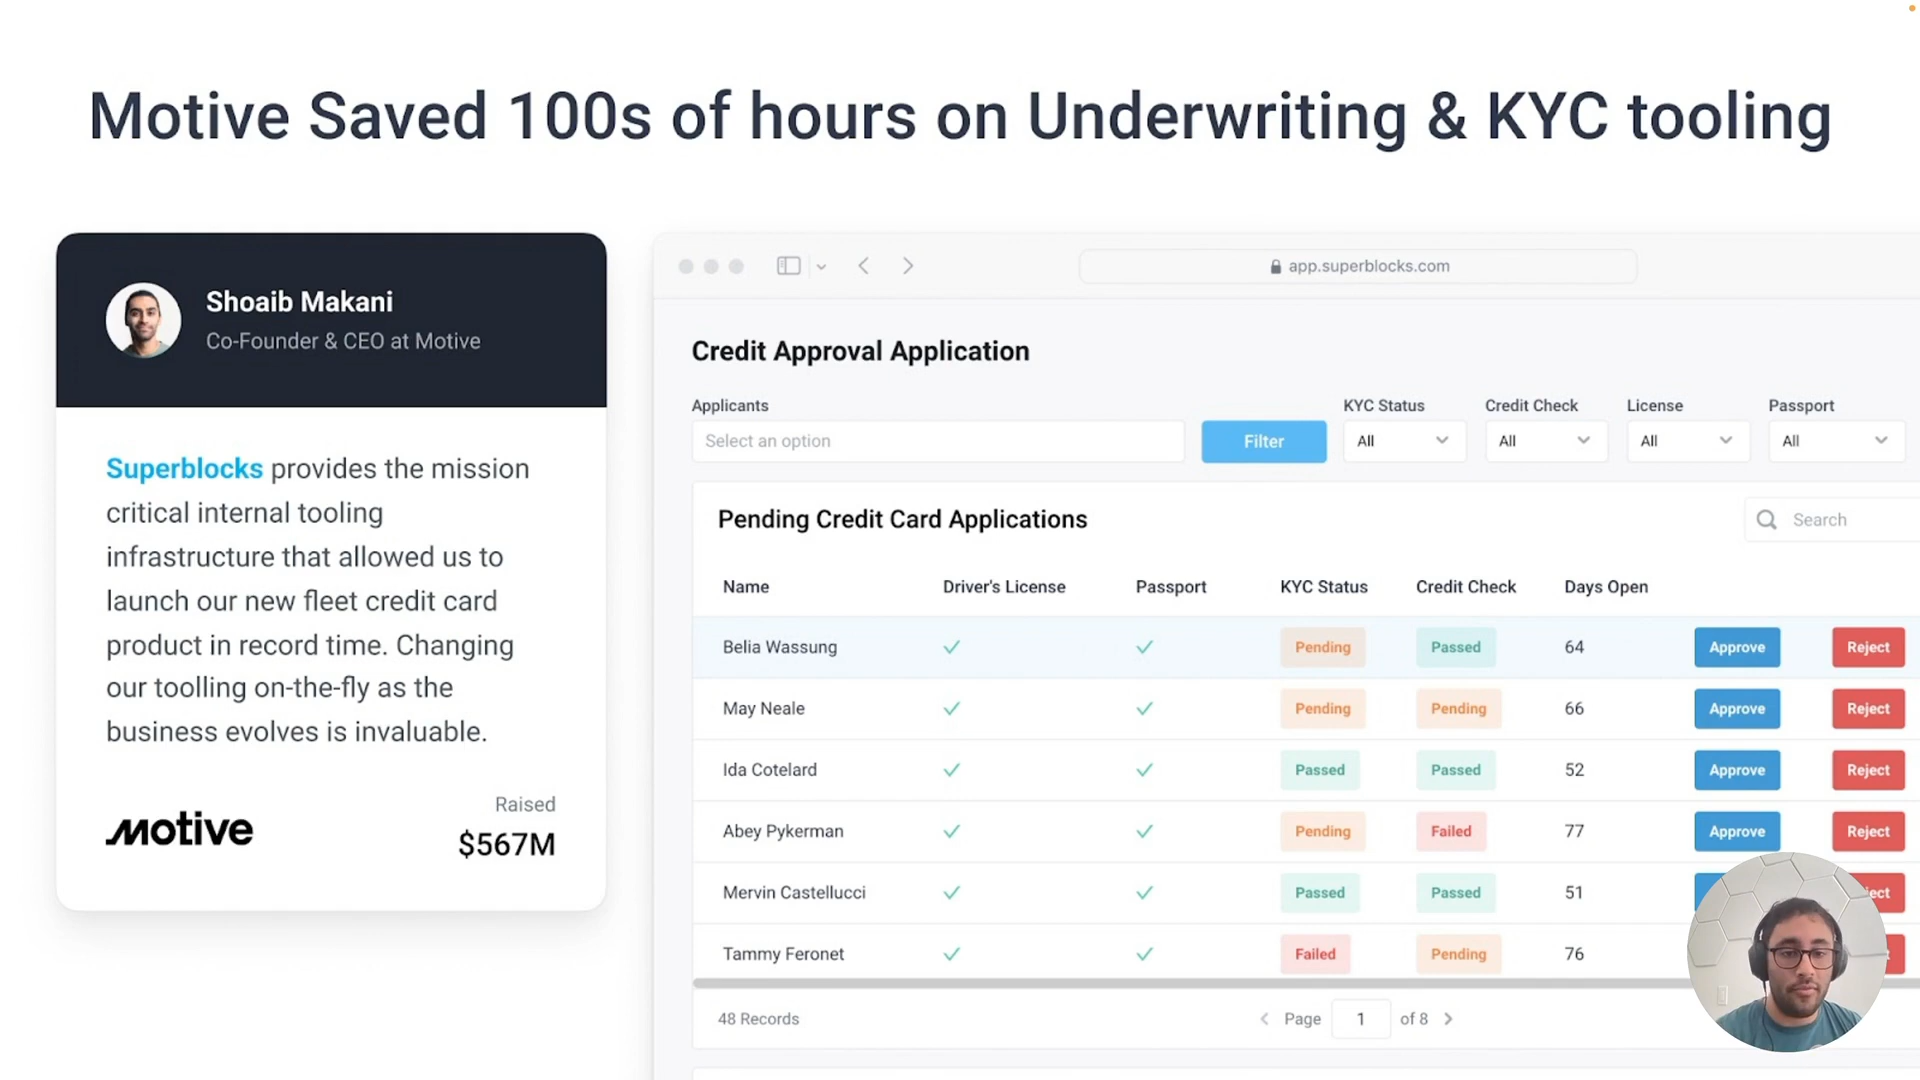 Motive Saved 100s of hours on Underwriting & KYC tooling
Shoaib Makani
Co-Founder & CEO at Motive
Superblocks provides the mission
critical internal tooling
infrastructure that allowed us to
launch our new fleet credit card
product in record time. Changing
our toolling on-the-fly as the
business evolves is invaluable.
motive
Raised
$567M
app.superblocks.com
Credit Approval Application
Applicants KYC Status Credit Check License Passport
Select an option Filter All All All All
Pending Credit Card Applications Search
Name Driver's License Passport KYC Status Credit Check Days Open
Belia Wassung Pending Passed 64 Approve Reject
May Neale Pending Pending 66 Approve Reject
Ida Cotelard Passed Passed 52 Approve Reject
Abey Pykerman Pending Failed 77 Approve Reject
Mervin Castellucci Passed Passed 51
Tammy Feronet Failed Pending 76
48 Records Page 1 of 8